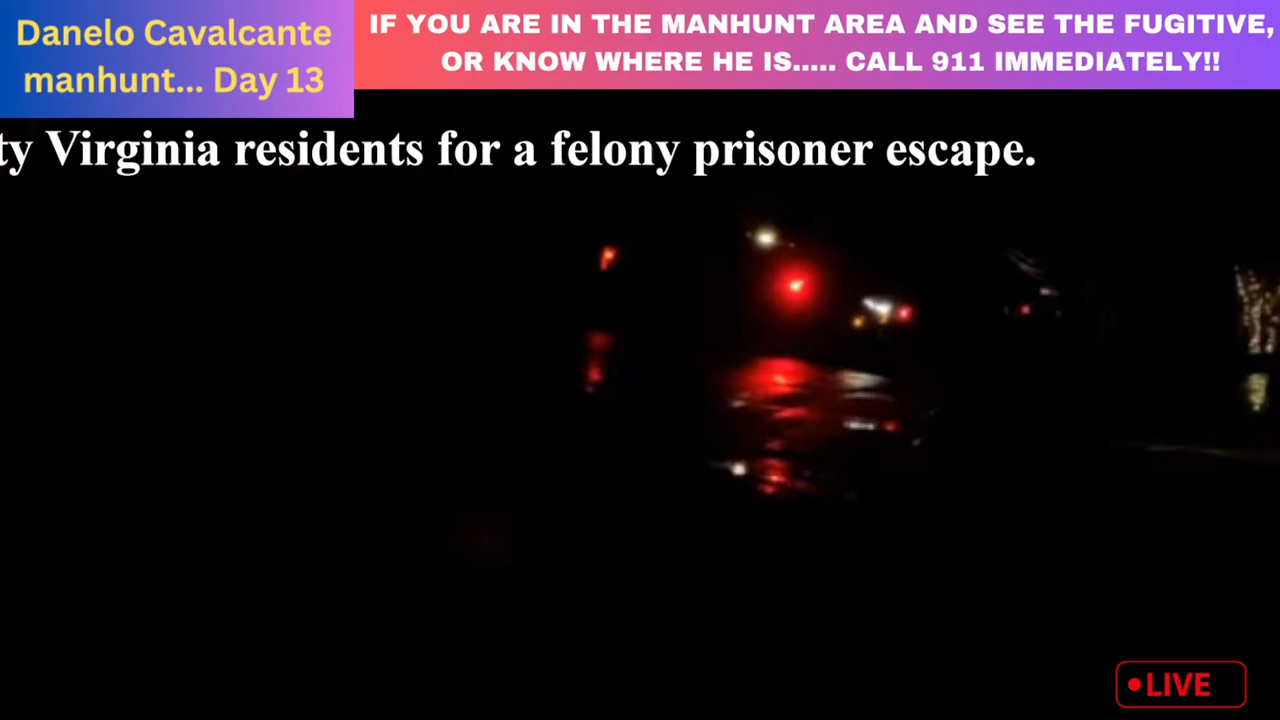 Danelo Cavalcante
manhunt... Day 13
IF YOU ARE IN THE MANHUNT AREA AND SEE THE FUGITIVE,
OR KNOW WHERE HE IS..... CALL 911 IMMEDIATELY!!
ty Virginia residents for a felony prisoner escape.
LIVE